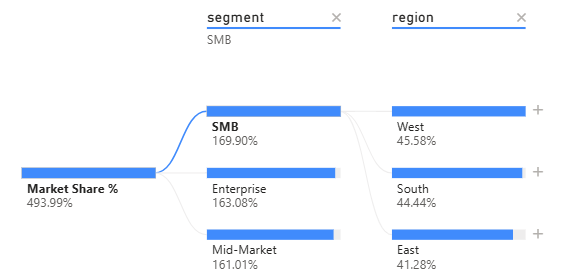 segment ×
region ×
SMB
SMB
169.90%
West
45.58%
+
Market Share %
493.99%
Enterprise
163.08%
South
44.44%
+
Mid-Market
161.01%
East
41.28%
+